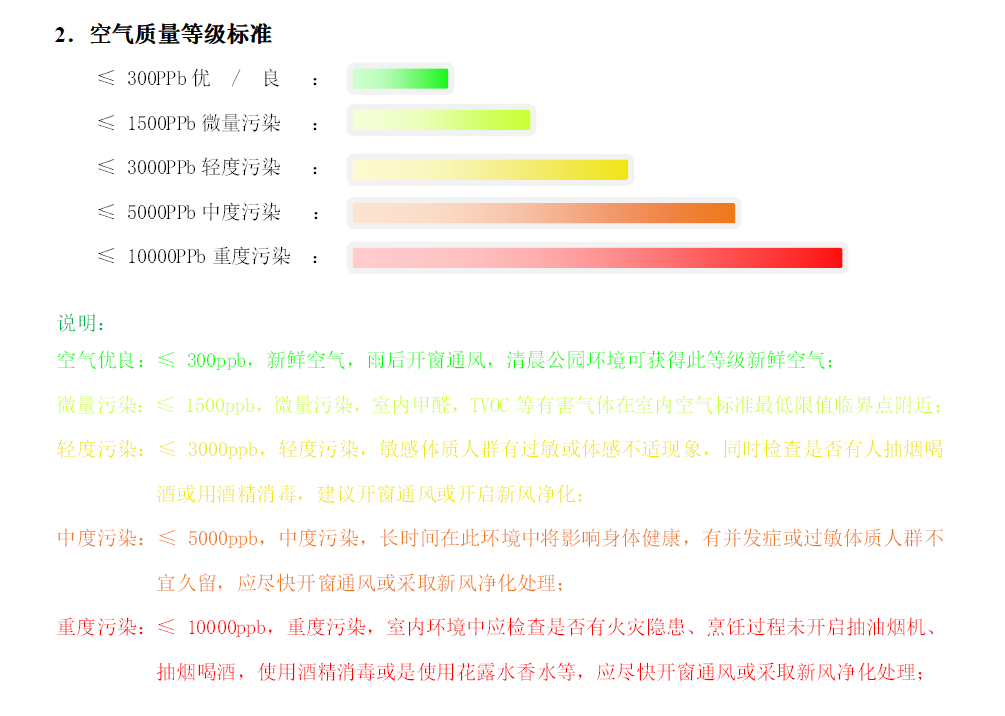 2. 空气质量等级标准
≤ 300PPb 优 / 良 :
≤ 1500PPb 微量污染 :
≤ 3000PPb 轻度污染 :
≤ 5000PPb 中度污染 :
≤ 10000PPb 重度污染 :
说明:
空气优良: ≤ 300ppb, 新鲜空气, 雨后开窗通风, 清晨公园环境可获得此等级新鲜空气;
微量污染: ≤ 1500ppb, 微量污染, 室内甲醛, TVOC 等有害气体在室内空气标准最低限值临界点附近;
轻度污染: ≤ 3000ppb, 轻度污染, 敏感体质人群有过敏或体感不适现象, 同时检查是否有人抽烟喝
酒或用酒精消毒, 建议开窗通风或开启新风净化;
中度污染: ≤ 5000ppb, 中度污染, 长时间在此环境中将影响身体健康, 有并发症或过敏体质人群不
宜久留, 应尽快开窗通风或采取新风净化处理;
重度污染: ≤ 10000ppb, 重度污染, 室内环境中应检查是否有火灾隐患、烹饪过程未开启抽油烟机、
抽烟喝酒, 使用酒精消毒或是使用花露水香水等, 应尽快开窗通风或采取新风净化处理;